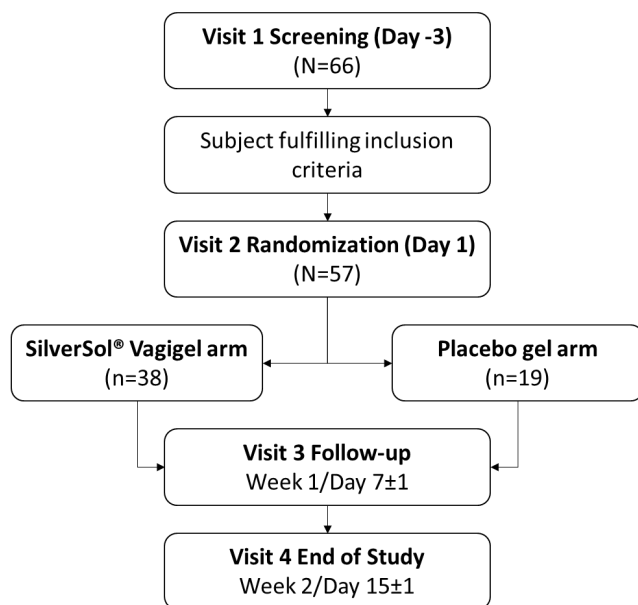 Visit 1 Screening (Day -3)
(N=66)
Subject fulfilling inclusion
criteria
Visit 2 Randomization (Day 1)
(N=57)
SilverSol® Vagigel arm
(n=38)
Placebo gel arm
(n=19)
Visit 3 Follow-up
Week 1/Day 7±1
Visit 4 End of Study
Week 2/Day 15±1